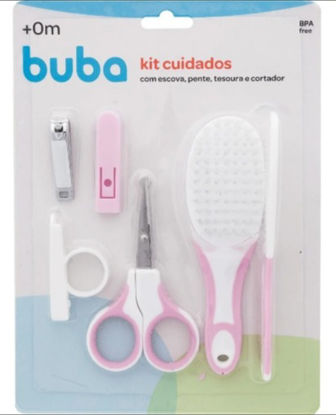 +0m
BPA
free
buba
kit cuidados
com escova, pente, tesoura e cortador